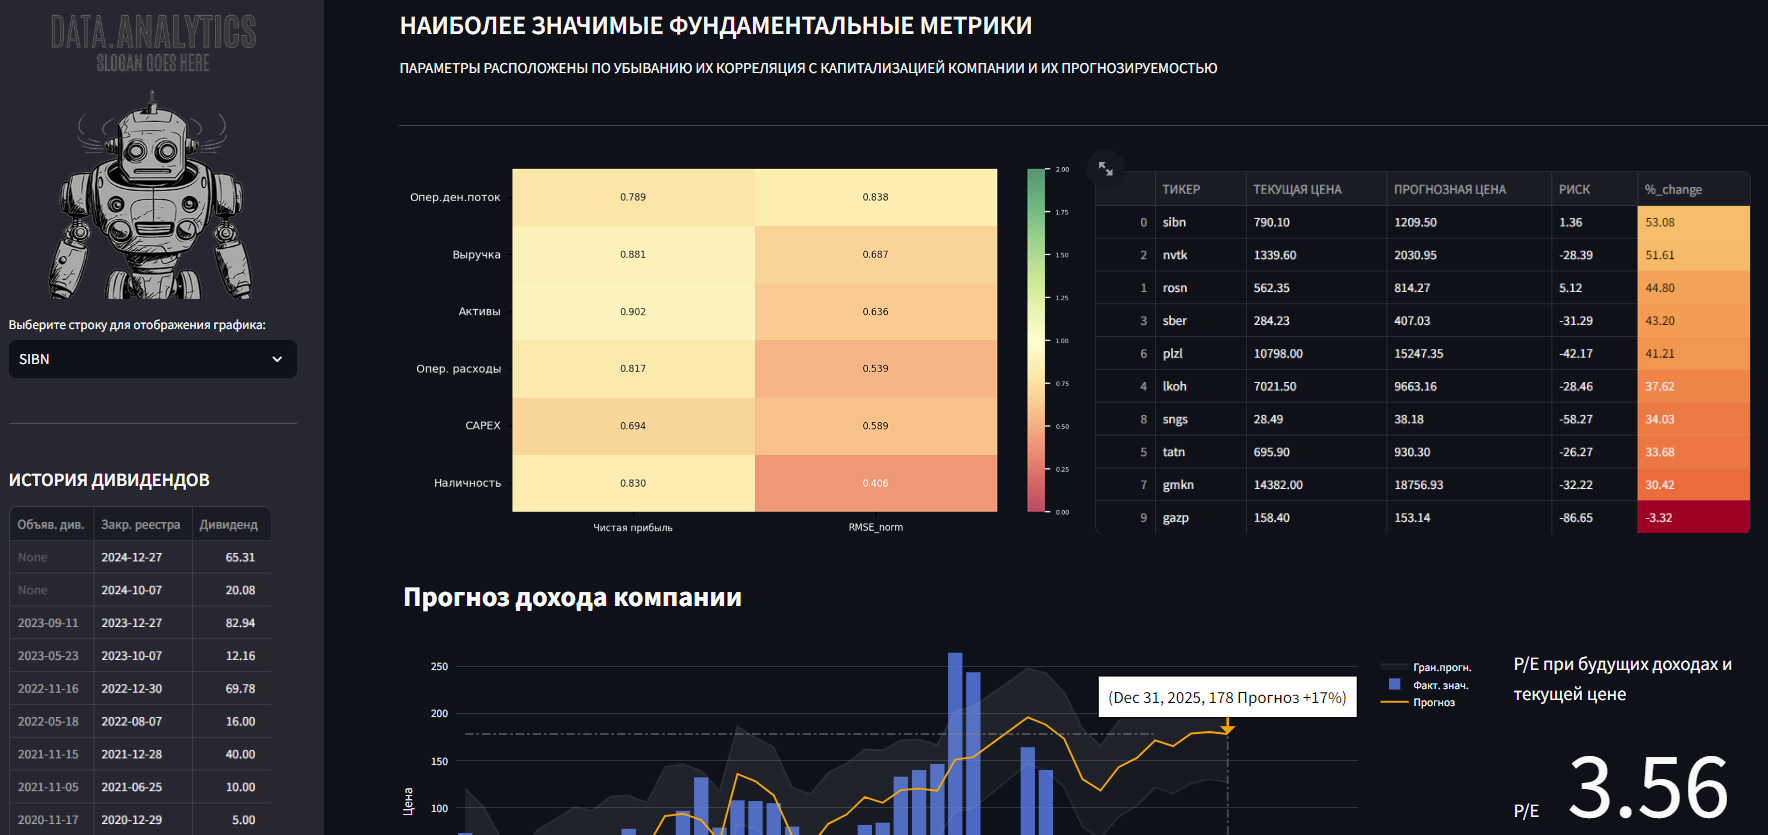 DATA.ANALYTICS
SLOGAN GOES HERE
Выберите строку для отображения графика:
SIBN
ИСТОРИЯ ДИВИДЕНДОВ
Объяв. див. Закр. реестра Дивиденд
None 2024-12-27 65.31
None 2024-10-07 20.08
2023-09-11 2023-12-27 82.94
2023-05-23 2023-10-07 12.16
2022-11-16 2022-12-30 69.78
2022-05-18 2022-08-07 16.00
2021-11-15 2021-12-28 40.00
2021-11-05 2021-06-25 10.00
2020-11-17 2020-12-29 5.00
НАИБОЛЕЕ ЗНАЧИМЫЕ ФУНДАМЕНТАЛЬНЫЕ МЕТРИКИ
ПАРАМЕТРЫ РАСПОЛОЖЕНЫ ПО УБЫВАНИЮ ИХ КОРРЕЛЯЦИЯ С КАПИТАЛИЗАЦИЕЙ КОМПАНИИ И ИХ ПРОГНОЗИРУЕМОСТЬЮ
Опер.ден.поток 0.789 0.838
Выручка 0.881 0.687
Активы 0.902 0.636
Опер. расходы 0.817 0.539
CAPEX 0.694 0.589
Наличность 0.830 0.406
Чистая прибыль RMSE_norm
2.00
1.75
1.50
1.25
1.00
0.75
0.50
0.25
0.00
ТИКЕР ТЕКУЩАЯ ЦЕНА ПРОГНОЗНАЯ ЦЕНА РИСК %_change
0 sibn 790.10 1209.50 1.36 53.08
2 nvtk 1339.60 2030.95 -28.39 51.61
1 rosn 562.35 814.27 5.12 44.80
3 sber 284.23 407.03 -31.29 43.20
6 plzl 10798.00 15247.35 -42.17 41.21
4 lkoh 7021.50 9663.16 -28.46 37.62
8 sngs 28.49 38.18 -58.27 34.03
5 tatn 695.90 930.30 -26.27 33.68
7 gmkn 14382.00 18756.93 -32.22 30.42
9 gazp 158.40 153.14 -86.65 -3.32
Прогноз дохода компании
250
200
150
100
Цена
(Dec 31, 2025, 178 Прогноз +17%)
Гран.прогн.
Факт. знач.
Прогноз
P/E при будущих доходах и
текущей цене
P/E 3.56